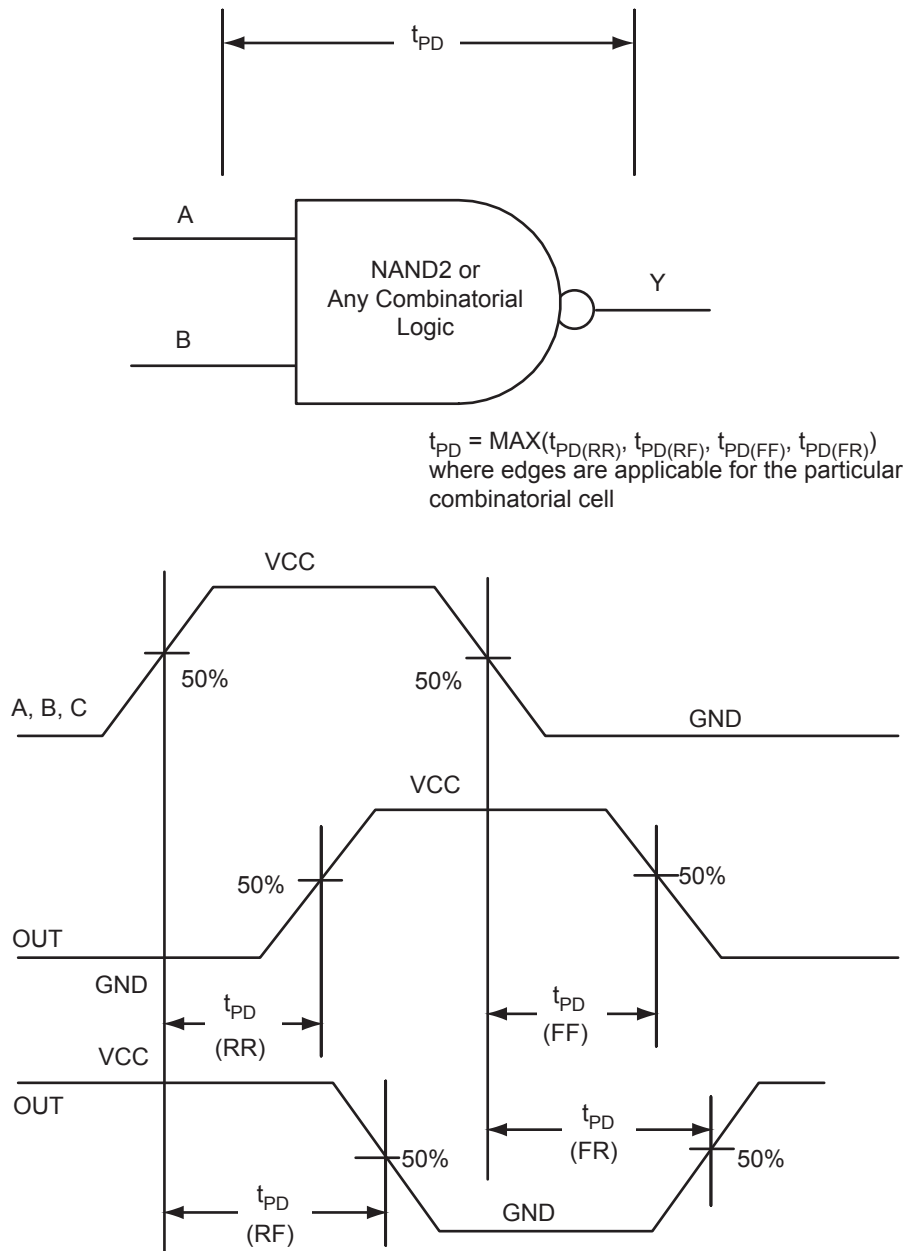 tPD
A
NAND2 or
Any Combinatorial
Logic
Y
B
tPD = MAX(tPD(RR), tPD(RF), tPD(FF), tPD(FR))
where edges are applicable for the particular
combinatorial cell
VCC
50%
50%
A, B, C
GND
VCC
50%
50%
OUT
GND
tPD
(RR)
tPD
(FF)
VCC
OUT
tPD
(FR)
50%
50%
tPD
(RF)
GND